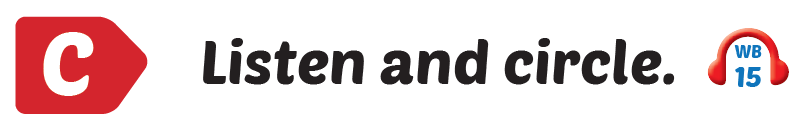 C Listen and circle. WB
15